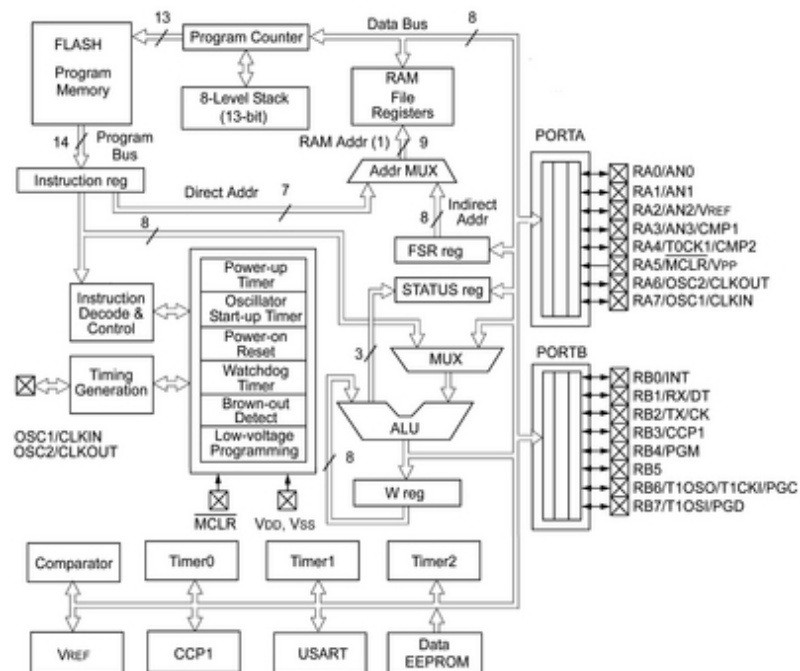 13
Data Bus
8
FLASH
Program
Memory
Program Counter
8-Level Stack
(13-bit)
RAM
File
Registers
14
Program
Bus
RAM Addr (1)
9
PORTA
Instruction reg
Direct Addr
7
Addr MUX
Indirect
Addr
8
8
FSR reg
STATUS reg
RA0/AN0
RA1/AN1
RA2/AN2/VREF
RA3/AN3/CMP1
RA4/T0CK1/CMP2
RA5/MCLR/VPP
RA6/OSC2/CLKOUT
RA7/OSC1/CLKIN
Instruction
Decode &
Control
Power-up
Timer
Oscillator
Start-up Timer
Power-on
Reset
Watchdog
Timer
Brown-out
Detect
Low-voltage
Programming
Timing
Generation
OSC1/CLKIN
OSC2/CLKOUT
3
MUX
ALU
8
W reg
MCLR
VDD, VSS
PORTB
RB0/INT
RB1/RX/DT
RB2/TX/CK
RB3/CCP1
RB4/PGM
RB5
RB6/T1OSO/T1CKI/PGC
RB7/T1OSI/PGD
Comparator
Timer0
Timer1
Timer2
VREF
CCP1
USART
Data
EEPROM